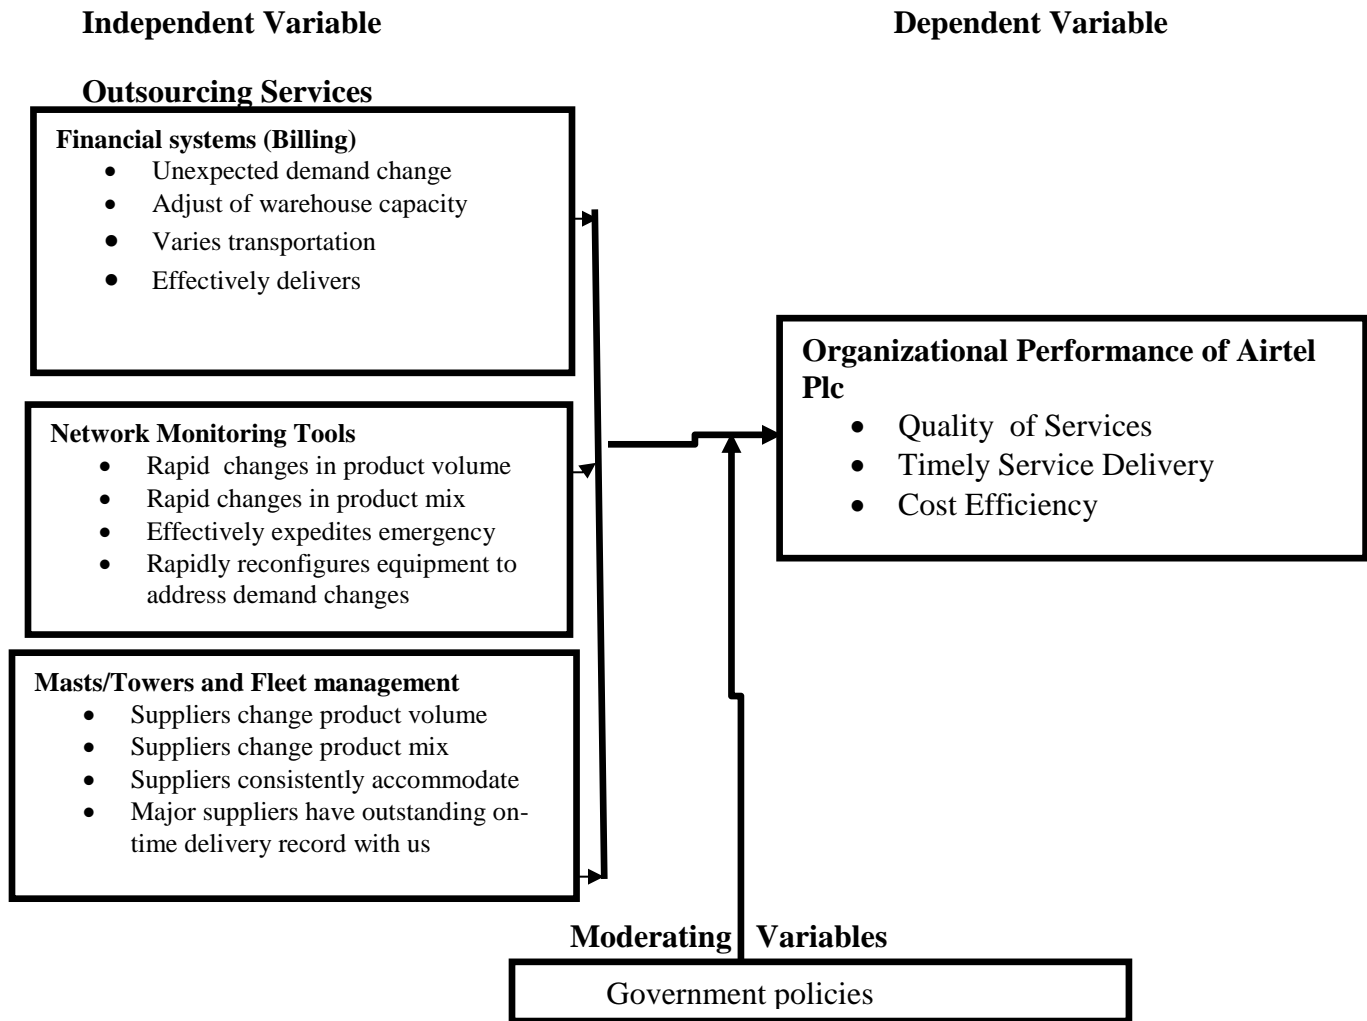 Independent Variable
Dependent Variable
Outsourcing Services
Financial systems (Billing)
• Unexpected demand change
• Adjust of warehouse capacity
• Varies transportation
• Effectively delivers
Network Monitoring Tools
• Rapid changes in product volume
• Rapid changes in product mix
• Effectively expedites emergency
• Rapidly reconfigures equipment to
address demand changes
Masts/Towers and Fleet management
• Suppliers change product volume
• Suppliers change product mix
• Suppliers consistently accommodate
• Major suppliers have outstanding on-
time delivery record with us
Organizational Performance of Airtel
Plc
• Quality of Services
• Timely Service Delivery
• Cost Efficiency
Moderating Variables
Government policies